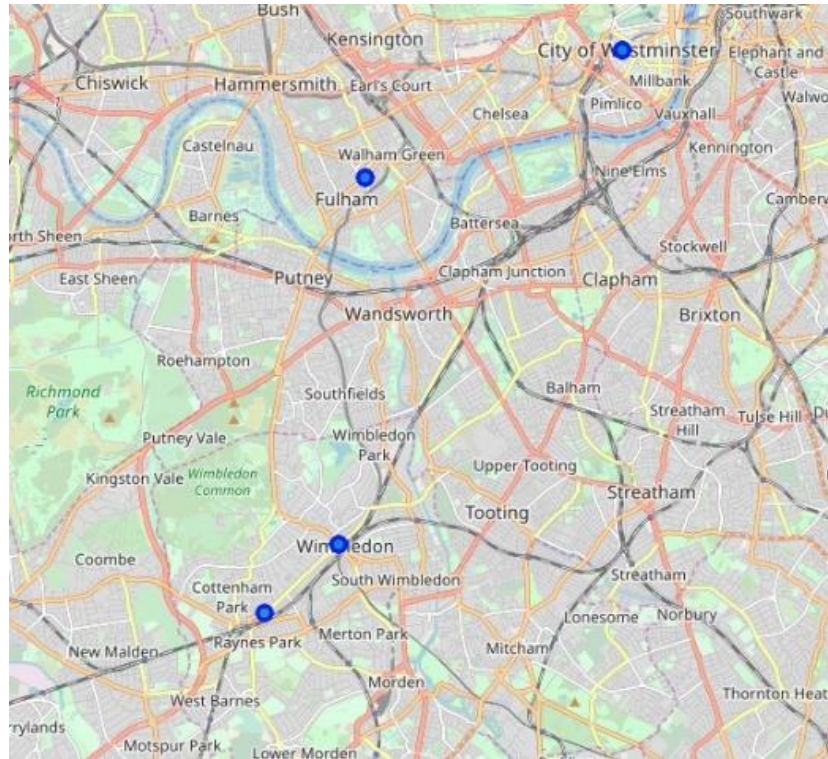 Bush
Southwark
Kensington
City of Westminster
Elephant and
Castle
Chiswick
Hammersmith
Earl's Court
Millbank
Pimlico
Walwo
Chelsea
Vauxhall
Castelnau
Walham Green
Kennington
Nine Elms
Fulham
Camberw
Barnes
Battersea
orth Sheen
Stockwell
East Sheen
Putney
Clapham Junction
Clapham
Wandsworth
Brixton
Roehampton
Richmond
Park
Southfields
Balham
Streatham
Hill
Tulse Hill
Du
Putney Vale
Wimbledon
Park
Kingston Vale
Wimbledon
Common
Upper Tooting
Streatham
Tooting
Wimbledon
Coombe
Cottenham
Park
South Wimbledon
Streatham
Lonesome
Norbury
Raynes Park
Merton Park
New Malden
Mitcham
Morden
West Barnes
Thornton Heat
rrylands
Motspur Park
Lower Morden